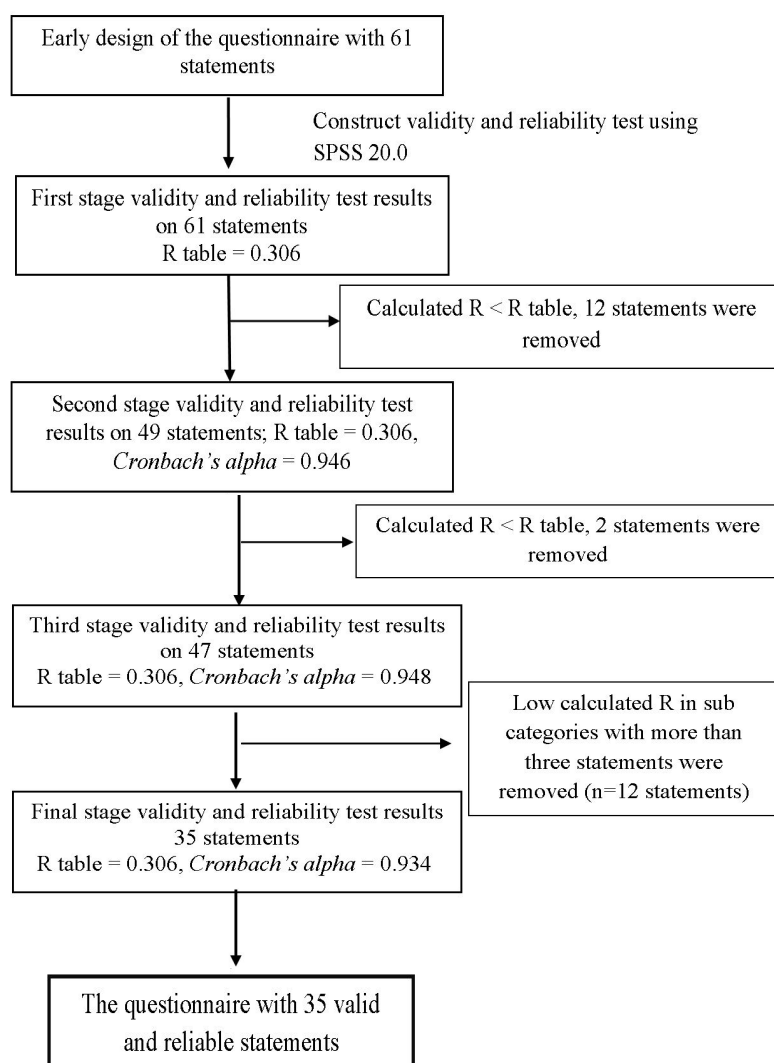 Early design of the questionnaire with 61
statements
Construct validity and reliability test using
SPSS 20.0
First stage validity and reliability test results
on 61 statements
R table = 0.306
Calculated R < R table, 12 statements were
removed
Second stage validity and reliability test
results on 49 statements; R table = 0.306,
Cronbach's alpha = 0.946
Calculated R < R table, 2 statements were
removed
Third stage validity and reliability test results
on 47 statements
R table = 0.306, Cronbach's alpha = 0.948
Low calculated R in sub
categories with more than
three statements were
removed (n=12 statements)
Final stage validity and reliability test results
35 statements
R table = 0.306, Cronbach's alpha = 0.934
The questionnaire with 35 valid
and reliable statements